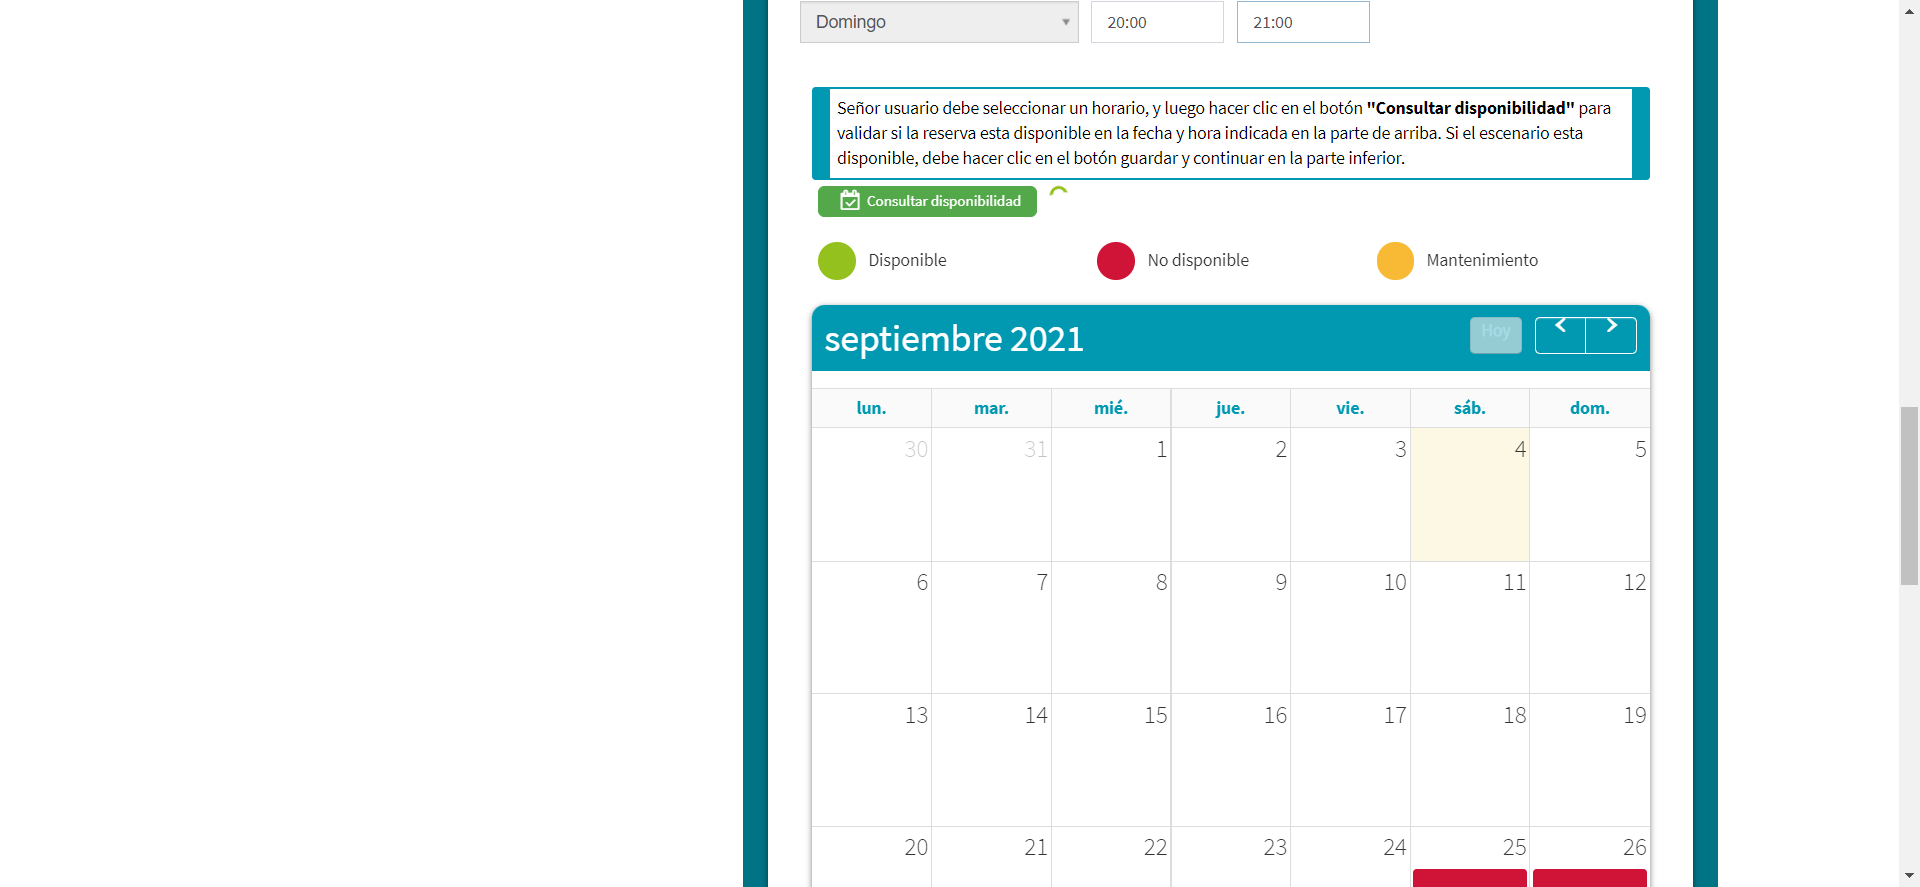 Domingo 20:00 21:00
Señor usuario debe seleccionar un horario, y luego hacer clic en el botón "Consultar disponibilidad" para
validar si la reserva esta disponible en la fecha y hora indicada en la parte de arriba. Si el escenario esta
disponible, debe hacer clic en el botón guardar y continuar en la parte inferior.
Consultar disponibilidad
Disponible No disponible Mantenimiento
septiembre 2021 Hoy
lun. mar. mié. jue. vie. sáb. dom.
30 31 1 2 3 4 5
6 7 8 9 10 11 12
13 14 15 16 17 18 19
20 21 22 23 24 25 26